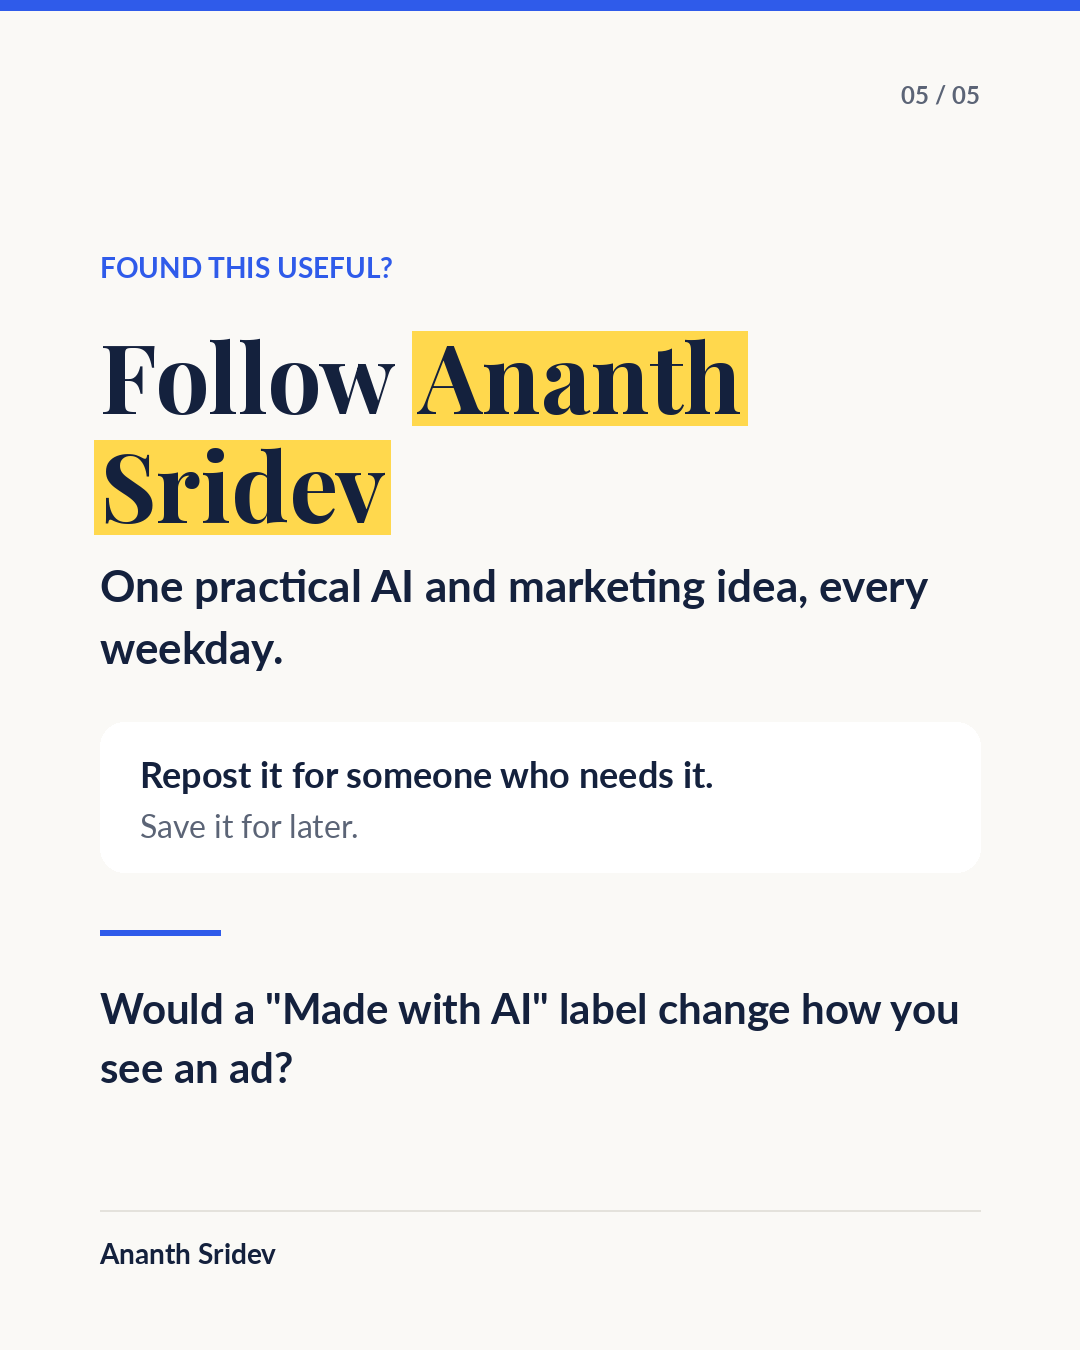 05 / 05
FOUND THIS USEFUL?
Follow Ananth
Sridev
One practical AI and marketing idea, every
weekday.
Repost it for someone who needs it.
Save it for later.
Would a "Made with AI" label change how you
see an ad?
Ananth Sridev